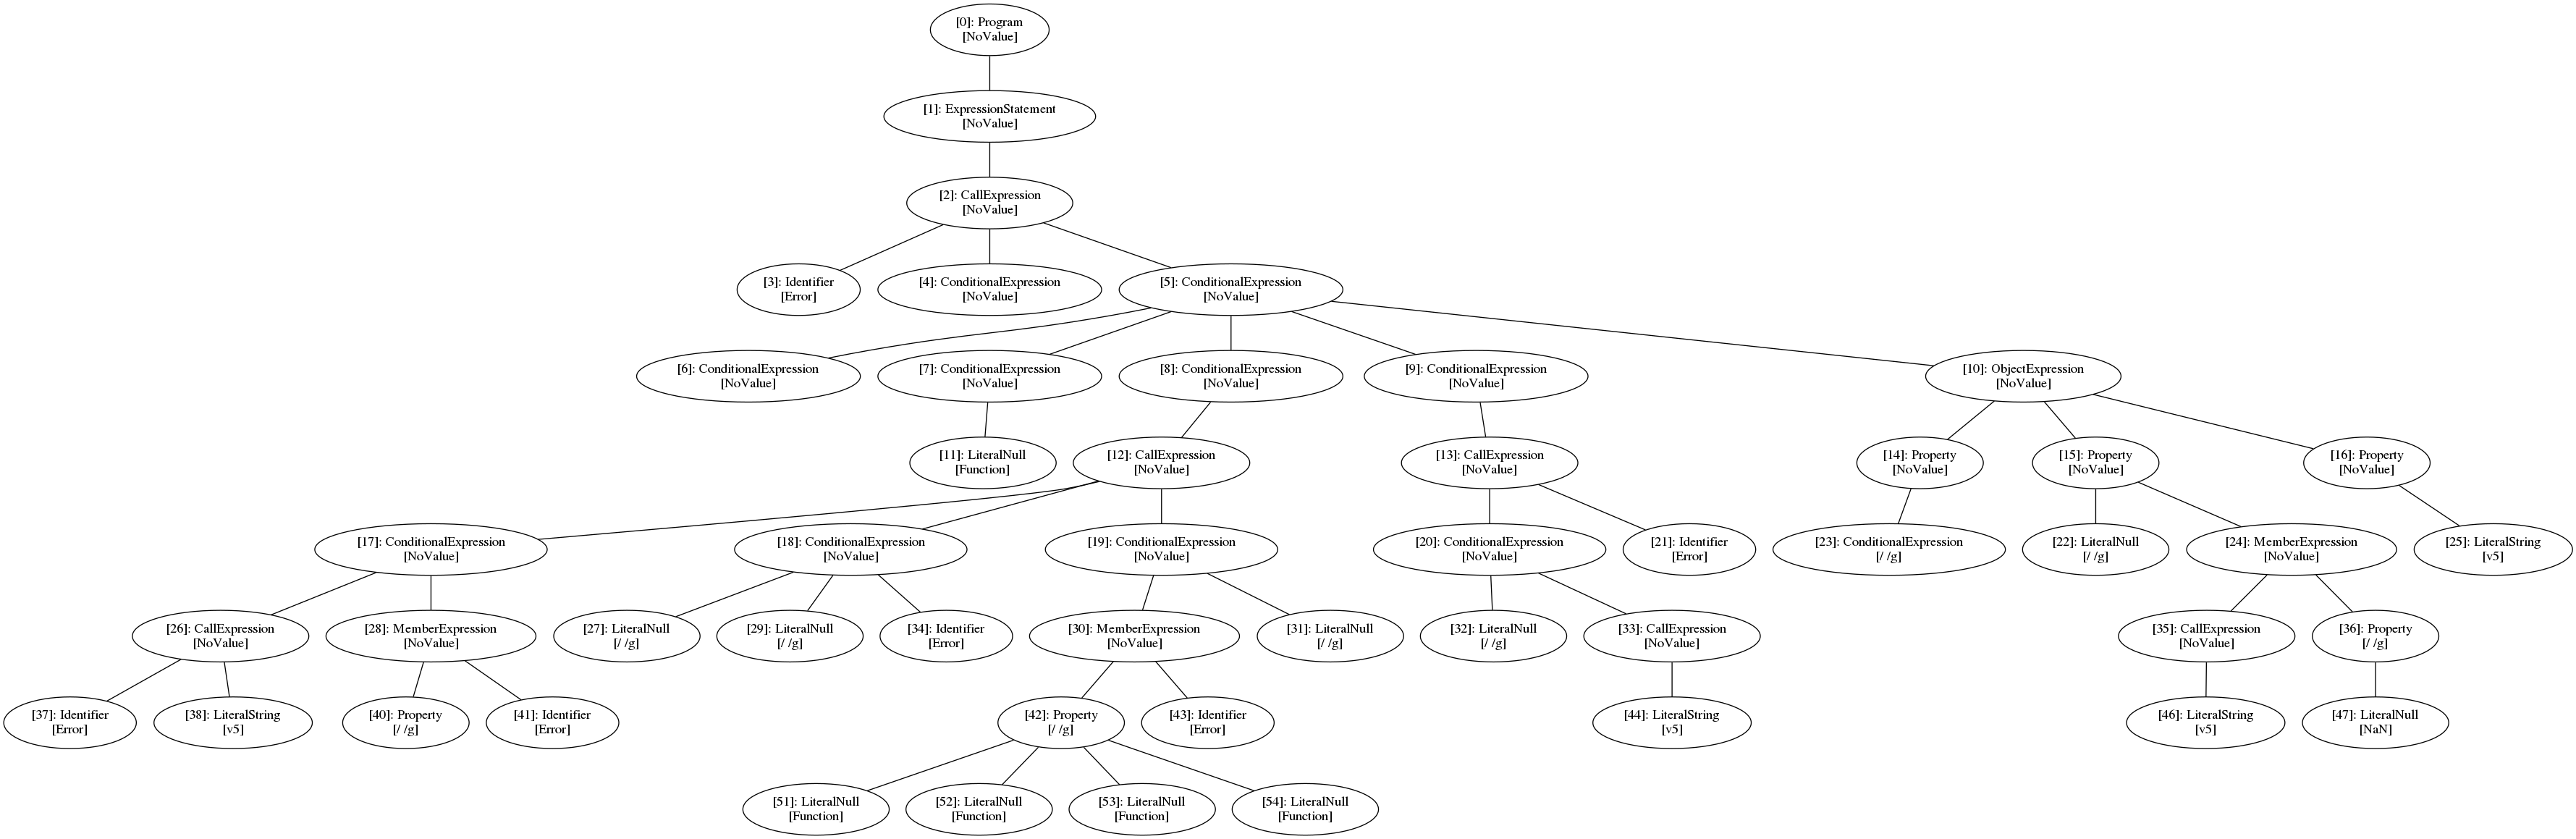 [0]: Program
[NoValue]
[1]: ExpressionStatement
[NoValue]
[2]: CallExpression
[NoValue]
[3]: Identifier
[Error]
[4]: ConditionalExpression
[NoValue]
[5]: ConditionalExpression
[NoValue]
[6]: ConditionalExpression
[NoValue]
[7]: ConditionalExpression
[NoValue]
[8]: ConditionalExpression
[NoValue]
[9]: ConditionalExpression
[NoValue]
[10]: ObjectExpression
[NoValue]
[11]: LiteralNull
[Function]
[12]: CallExpression
[NoValue]
[13]: CallExpression
[NoValue]
[14]: Property
[NoValue]
[15]: Property
[NoValue]
[16]: Property
[NoValue]
[17]: ConditionalExpression
[NoValue]
[18]: ConditionalExpression
[NoValue]
[19]: ConditionalExpression
[NoValue]
[20]: ConditionalExpression
[NoValue]
[21]: Identifier
[Error]
[23]: ConditionalExpression
[/ /g]
[22]: LiteralNull
[/ /g]
[24]: MemberExpression
[NoValue]
[25]: LiteralString
[v5]
[26]: CallExpression
[NoValue]
[28]: MemberExpression
[NoValue]
[27]: LiteralNull
[/ /g]
[29]: LiteralNull
[/ /g]
[34]: Identifier
[Error]
[30]: MemberExpression
[NoValue]
[31]: LiteralNull
[/ /g]
[32]: LiteralNull
[/ /g]
[33]: CallExpression
[NoValue]
[35]: CallExpression
[NoValue]
[36]: Property
[/ /g]
[37]: Identifier
[Error]
[38]: LiteralString
[v5]
[40]: Property
[/ /g]
[41]: Identifier
[Error]
[42]: Property
[/ /g]
[43]: Identifier
[Error]
[44]: LiteralString
[v5]
[46]: LiteralString
[v5]
[47]: LiteralNull
[NaN]
[51]: LiteralNull
[Function]
[52]: LiteralNull
[Function]
[53]: LiteralNull
[Function]
[54]: LiteralNull
[Function]